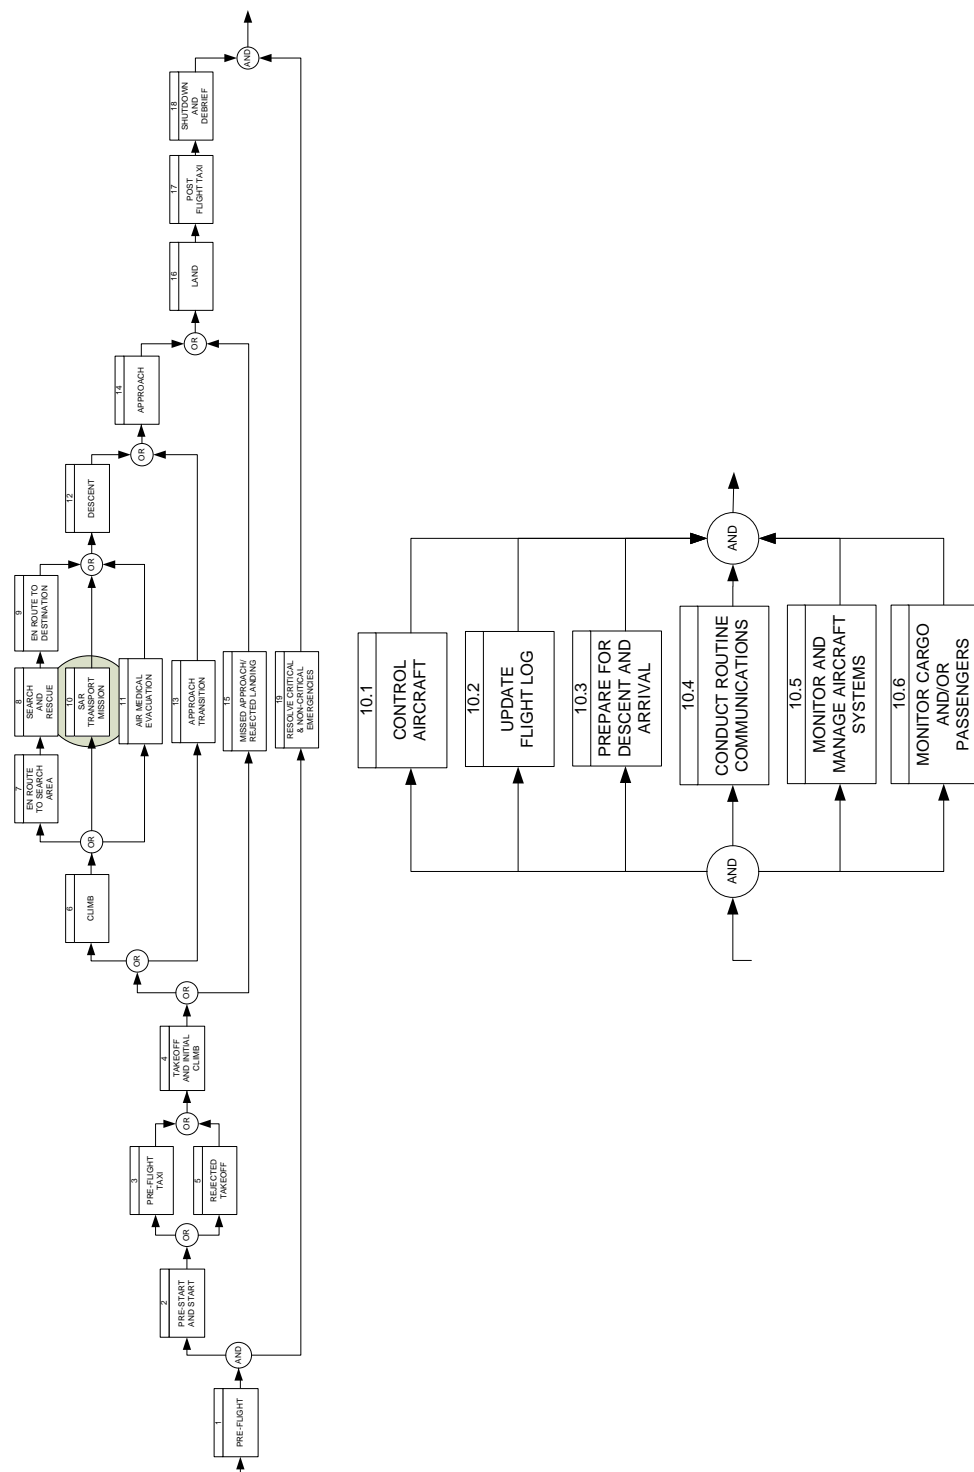 1
PRE-FLIGHT
AND
2
PRE-START
AND START
OR
3
PRE-FLIGHT
TAXI
5
REJECTED
TAKEOFF
OR
4
TAKEOFF
AND INITIAL
CLIMB
OR
OR
6
CLIMB
OR
7
EN ROUTE
TO SEARCH
AREA
8
SEARCH
AND
RESCUE
9
EN ROUTE TO
DESTINATION
10
SAR
TRANSPORT
MISSION
11
AIR MEDICAL
EVACUATION
OR
12
DESCENT
13
APPROACH
TRANSITION
OR
14
APPROACH
15
MISSED APPROACH/
REJECTED LANDING
OR
16
LAND
17
POST
FLIGHT TAXI
18
SHUTDOWN
AND
DEBRIEF
19
RESOLVE CRITICAL
& NON-CRITICAL
EMERGENCIES
AND
AND
10.1
CONTROL
AIRCRAFT
10.2
UPDATE
FLIGHT LOG
10.3
PREPARE FOR
DESCENT AND
ARRIVAL
10.4
CONDUCT ROUTINE
COMMUNICATIONS
10.5
MONITOR AND
MANAGE AIRCRAFT
SYSTEMS
10.6
MONITOR CARGO
AND/OR
PASSENGERS
AND